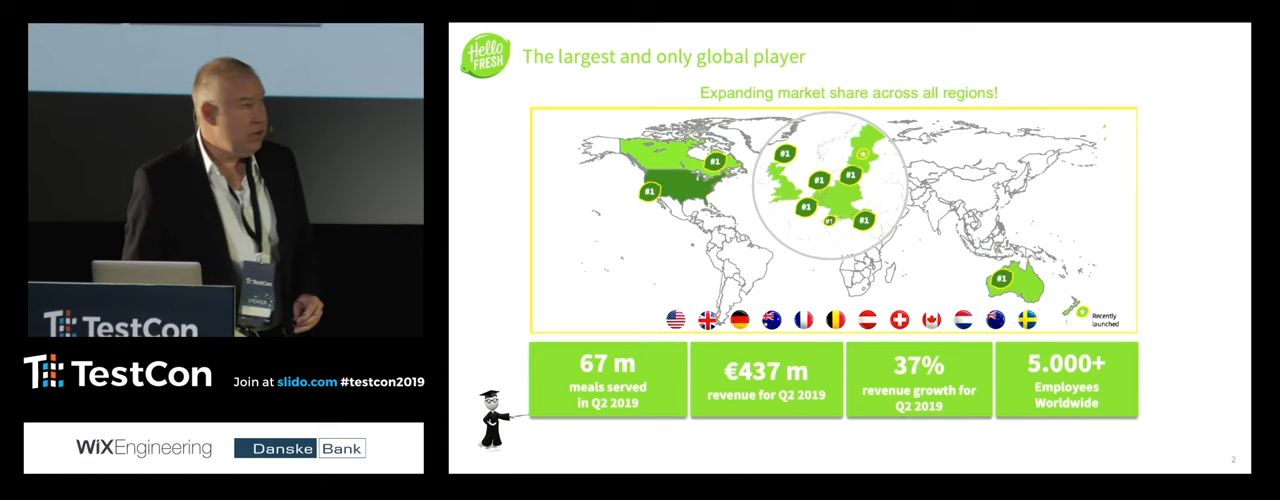 TestCon
SPEAKER
TestCon
Join at slido.com #testcon2019
WiXEngineering
Danske Bank
Hello
FRESH
The largest and only global player
Expanding market share across all regions!
#1
#1
#1
#1
#1
#1
#1
#1
#1
Recently
launched
67 m
meals served
in Q2 2019
€437 m
revenue for Q2 2019
37%
revenue growth for
Q2 2019
5.000+
Employees
Worldwide
2